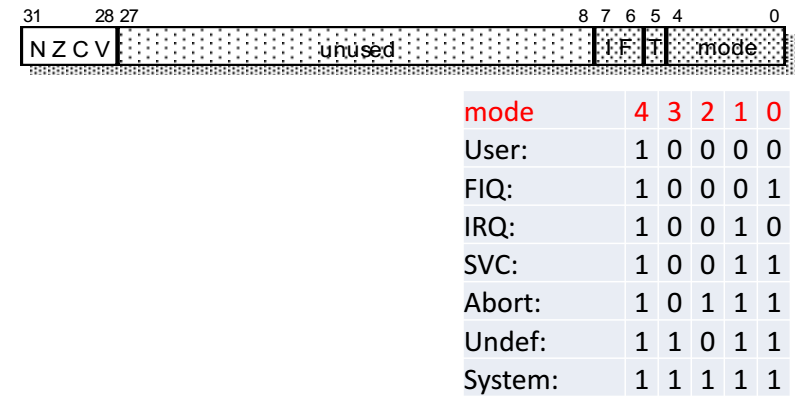 31 28 27 8 7 6 5 4 0
N Z C V unused I F T mode
mode 4 3 2 1 0
User: 1 0 0 0 0
FIQ: 1 0 0 0 1
IRQ: 1 0 0 1 0
SVC: 1 0 0 1 1
Abort: 1 0 1 1 1
Undef: 1 1 0 1 1
System: 1 1 1 1 1